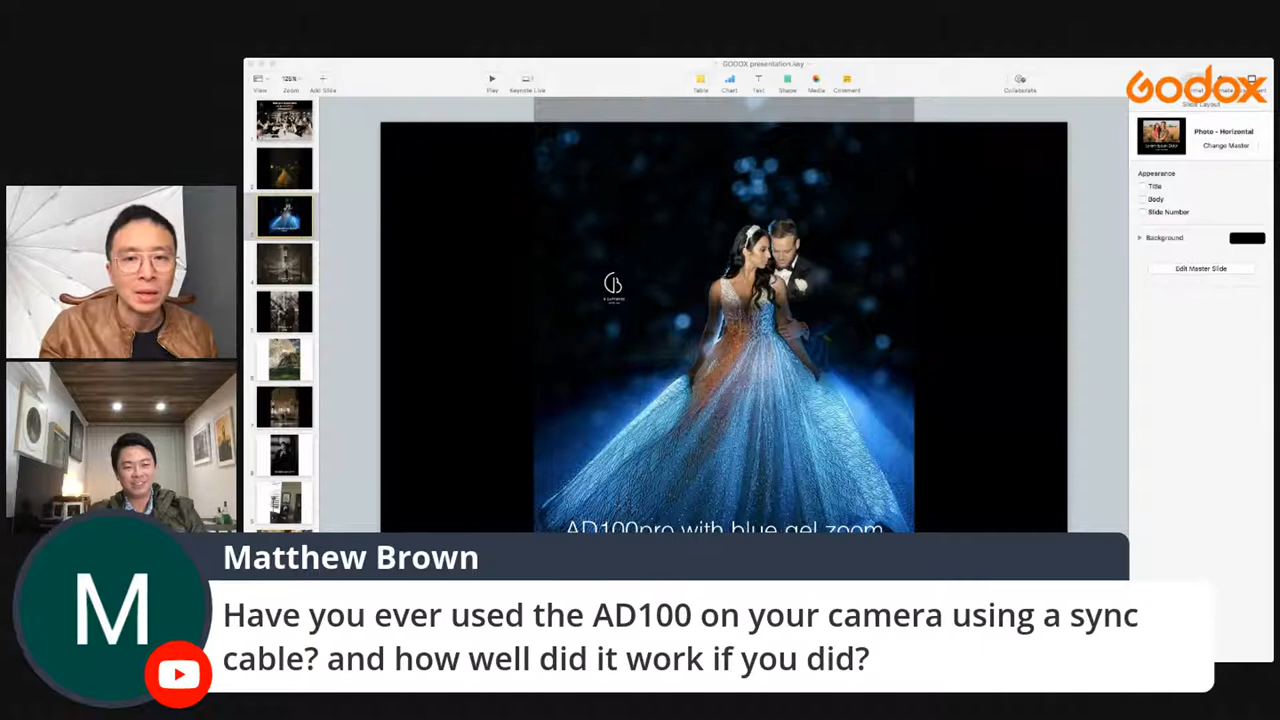 GODOX presentation.key
125%
View
Zoom
Add Slide
Play
Keynote Live
Table
Chart
Text
Shape
Media
Comment
Collaborate
Godox
Slide Layout
Photo - Horizontal
Change Master
Appearance
Title
Body
Slide Number
Background
Edit Master Slide
AD100pro with blue gel zoom
Matthew Brown
M
Have you ever used the AD100 on your camera using a sync
cable? and how well did it work if you did?